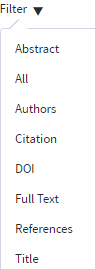 Filter ▼
Abstract
All
Authors
Citation
DOI
Full Text
References
Title